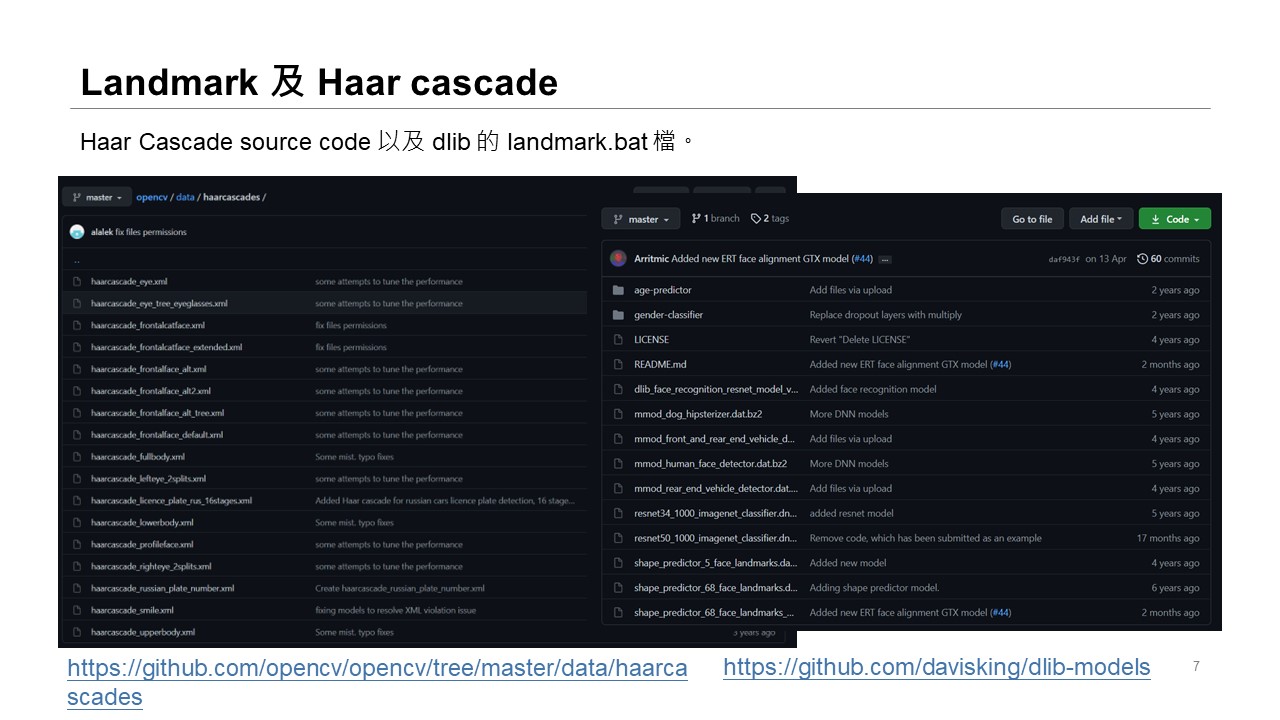 Landmark 及 Haar cascade
Haar Cascade source code 以及 dlib 的 landmark.bat 檔。
master opencv / data / haarcascades /
alalek fix files permissions
..
haarcascade_eye.xml some attempts to tune the performance
haarcascade_eye_tree_eyeglasses.xml some attempts to tune the performance
haarcascade_frontalcatface.xml fix files permissions
haarcascade_frontalcatface_extended.xml fix files permissions
haarcascade_frontalface_alt.xml some attempts to tune the performance
haarcascade_frontalface_alt2.xml some attempts to tune the performance
haarcascade_frontalface_alt_tree.xml some attempts to tune the performance
haarcascade_frontalface_default.xml some attempts to tune the performance
haarcascade_fullbody.xml Some mist. typo fixes
haarcascade_lefteye_2splits.xml some attempts to tune the performance
haarcascade_licence_plate_rus_16stages.xml Added Haar cascade for russian cars licence plate detection, 16 stage...
haarcascade_lowerbody.xml Some mist. typo fixes
haarcascade_profileface.xml some attempts to tune the performance
haarcascade_righteye_2splits.xml some attempts to tune the performance
haarcascade_russian_plate_number.xml Create haarcascade_russian_plate_number.xml
haarcascade_smile.xml fixing models to resolve XML violation issue
haarcascade_upperbody.xml Some mist. typo fixes years ago
master 1 branch 2 tags Go to file Add file Code
Arritmic Added new ERT face alignment GTX model (#44) ... daf943f on 13 Apr 60 commits
age-predictor Add files via upload 2 years ago
gender-classifier Replace dropout layers with multiply 2 years ago
LICENSE Revert "Delete LICENSE" 4 years ago
README.md Added new ERT face alignment GTX model (#44) 2 months ago
dlib_face_recognition_resnet_model_v... Added face recognition model 4 years ago
mmod_dog_hipsterizer.dat.bz2 More DNN models 5 years ago
mmod_front_and_rear_end_vehicle_d... Add files via upload 4 years ago
mmod_human_face_detector.dat.bz2 More DNN models 5 years ago
mmod_rear_end_vehicle_detector.dat.... Add files via upload 4 years ago
resnet34_1000_imagenet_classifier.dn... added resnet model 5 years ago
resnet50_1000_imagenet_classifier.dn... Remove code, which has been submitted as an example 17 months ago
shape_predictor_5_face_landmarks.da... Added new model 4 years ago
shape_predictor_68_face_landmarks.d... Adding shape predictor model. 6 years ago
shape_predictor_68_face_landmarks_... Added new ERT face alignment GTX model (#44) 2 months ago
https://github.com/opencv/opencv/tree/master/data/haarca
scades
https://github.com/davisking/dlib-models
7